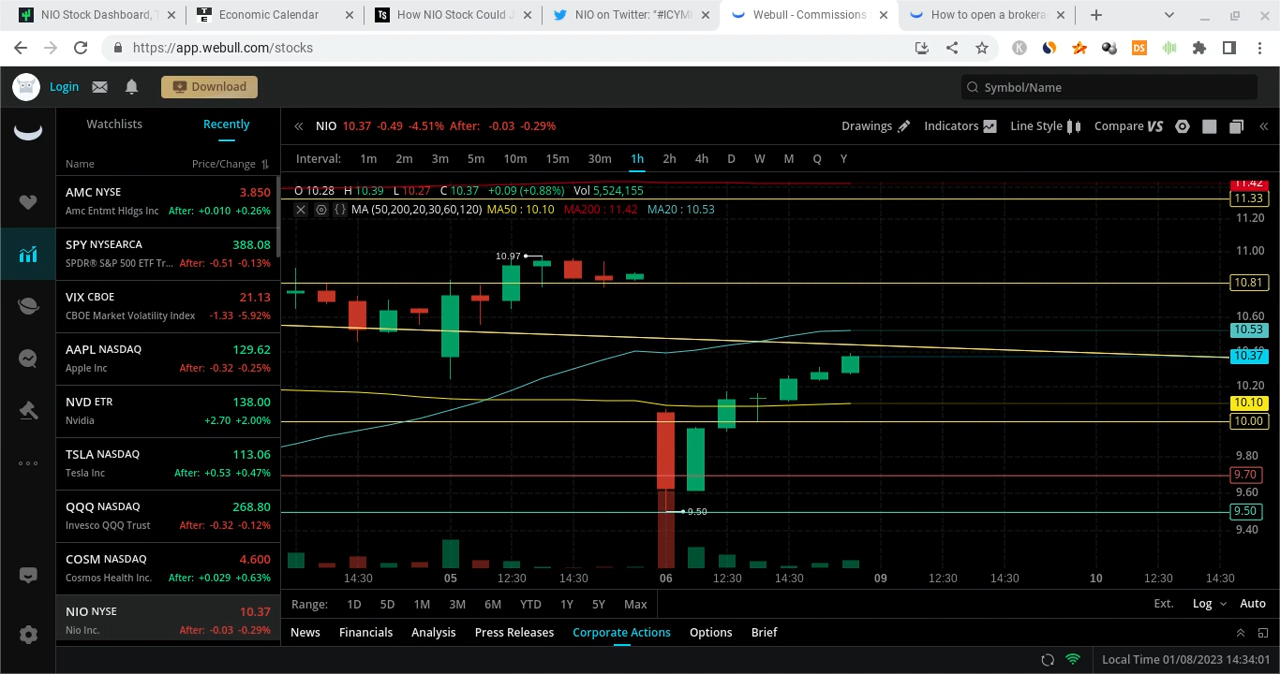 NIO Stock Dashboard, T
Economic Calendar
How NIO Stock Could J
NIO on Twitter: "#ICYMI
Webull - Commissions
How to open a brokera
https://app.webull.com/stocks
Login
Download
Symbol/Name
Watchlists
Recently
Name
Price/Change
AMC NYSE 3.850
Amc Entmt Hldgs Inc After: +0.010 +0.26%
SPY NYSEARCA 388.08
SPDR® S&P 500 ETF Tr... After: -0.51 -0.13%
VIX CBOE 21.13
CBOE Market Volatility Index -1.33 -5.92%
AAPL NASDAQ 129.62
Apple Inc After: -0.32 -0.25%
NVD ETR 138.00
Nvidia +2.70 +2.00%
TSLA NASDAQ 113.06
Tesla Inc After: +0.53 +0.47%
QQQ NASDAQ 268.80
Invesco QQQ Trust After: -0.32 -0.12%
COSM NASDAQ 4.600
Cosmos Health Inc. After: +0.029 +0.63%
NIO NYSE 10.37
Nio Inc. After: -0.03 -0.29%
NIO 10.37 -0.49 -4.51% After: -0.03 -0.29%
Drawings
Indicators
Line Style
Compare VS
Interval: 1m 2m 3m 5m 10m 15m 30m 1h 2h 4h D W M Q Y
O 10.28 H 10.39 L 10.27 C 10.37 +0.09 (+0.88%) Vol 5,524,155
MA (50,200,20,30,60,120) MA50 : 10.10 MA200 : 11.42 MA20 : 10.53
10.97
9.50
11.42
11.33
11.20
11.00
10.81
10.60
10.53
10.37
10.20
10.10
10.00
9.80
9.70
9.60
9.50
9.40
14:30 05 12:30 14:30 06 12:30 14:30 09 12:30 14:30 10 12:30 14:30
Range: 1D 5D 1M 3M 6M YTD 1Y 5Y Max
Ext. Log Auto
News Financials Analysis Press Releases Corporate Actions Options Brief
Local Time 01/08/2023 14:34:01